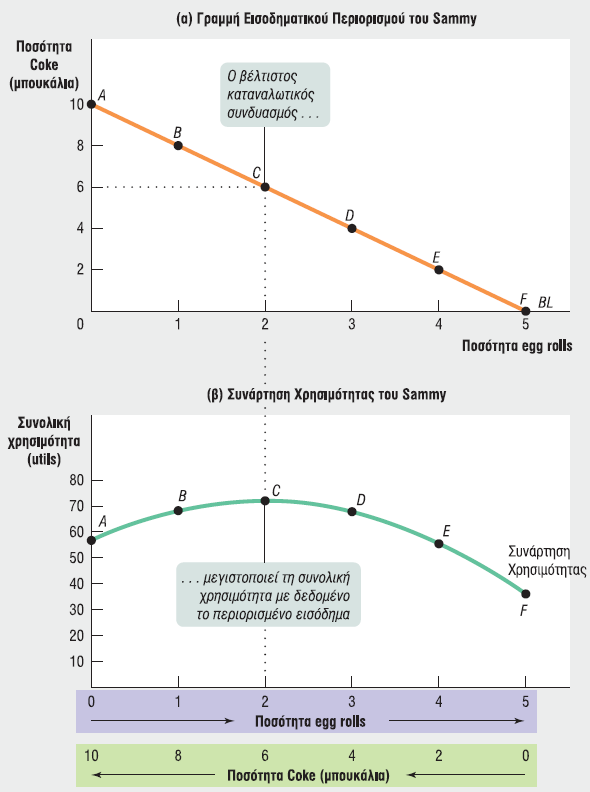 (α) Γραμμή Εισοδηματικού Περιορισμού του Sammy
Ποσότητα
Coke
(μπουκάλια)
Ο βέλτιστος
καταναλωτικός
συνδυασμός . . .
10
8
6
4
2
0
A
B
C
D
E
F
BL
1
2
3
4
5
Ποσότητα egg rolls
(β) Συνάρτηση Χρησιμότητας του Sammy
Συνολική
χρησιμότητα
(utils)
80
70
60
50
40
30
20
10
A
B
C
D
E
F
Συνάρτηση
Χρησιμότητας
. . . μεγιστοποιεί τη συνολική
χρησιμότητα με δεδομένο
το περιορισμένο εισόδημα
0 1 2 3 4 5
Ποσότητα egg rolls
10 8 6 4 2 0
Ποσότητα Coke (μπουκάλια)